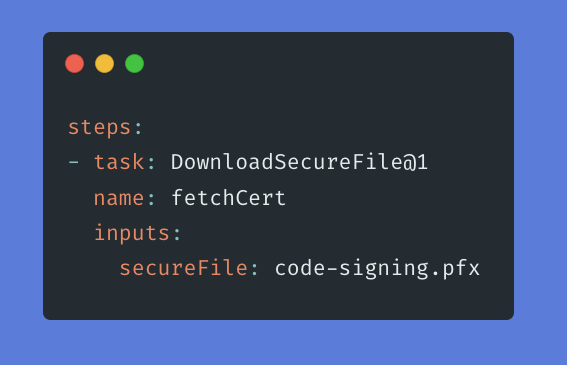 steps:
- task: DownloadSecureFile@1
  name: fetchCert
  inputs:
    secureFile: code-signing.pfx